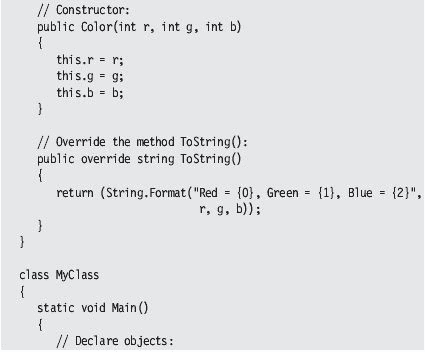 // Constructor:
public Color(int r, int g, int b)
{
this.r = r;
this.g = g;
this.b = b;
}
// Override the method ToString():
public override string ToString()
{
return (String.Format("Red = {0}, Green = {1}, Blue = {2}",
r, g, b));
}
}
class MyClass
{
static void Main()
{
// Declare objects: